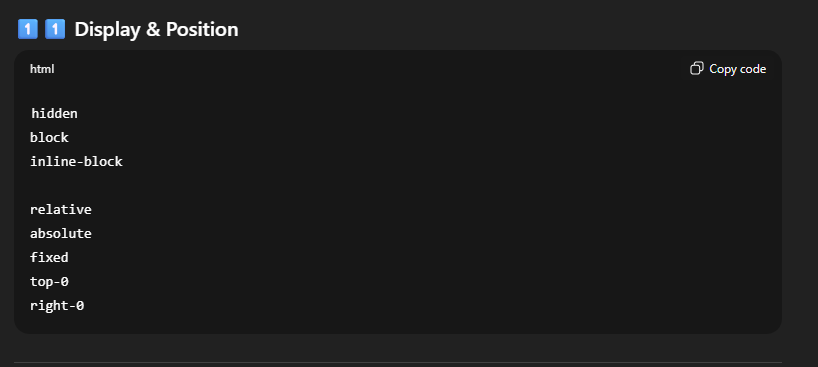 1️⃣ 1️⃣ Display & Position
html
Copy code
hidden
block
inline-block
relative
absolute
fixed
top-0
right-0